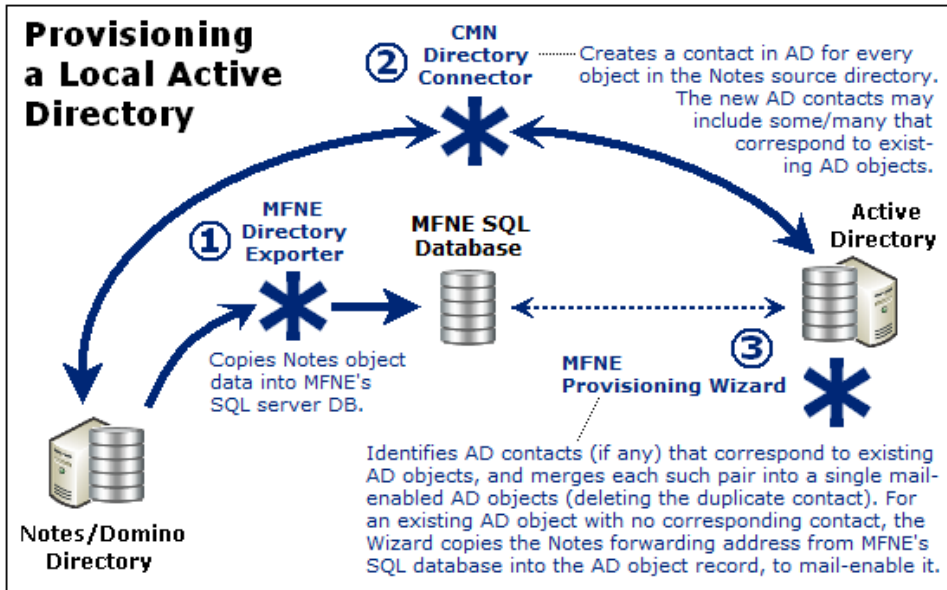 Provisioning
a Local Active
Directory
②
CMN
Directory
Connector
Creates a contact in AD for every
object in the Notes source directory.
The new AD contacts may
include some/many that
correspond to exist-
ing AD objects.
①
MFNE
Directory
Exporter
MFNE SQL
Database
Active
Directory
Copies Notes object
data into MFNE's
SQL server DB.
③
MFNE
Provisioning Wizard
Identifies AD contacts (if any) that correspond to existing
AD objects, and merges each such pair into a single mail-
enabled AD objects (deleting the duplicate contact). For
an existing AD object with no corresponding contact, the
Wizard copies the Notes forwarding address from MFNE's
SQL database into the AD object record, to mail-enable it.
Notes/Domino
Directory